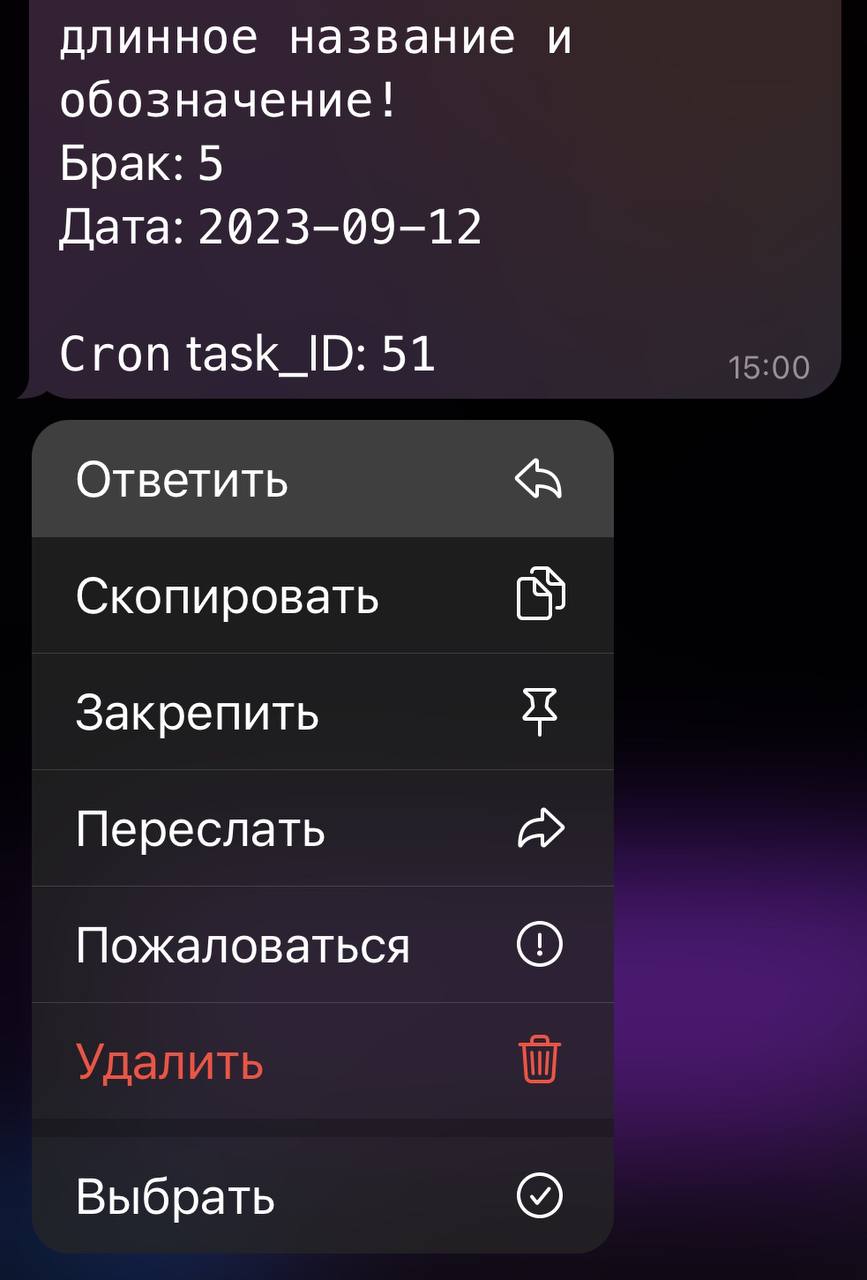 длинное название и
обозначение!
Брак: 5
Дата: 2023-09-12
Cron task_ID: 51
15:00
Ответить
Скопировать
Закрепить
Переслать
Пожаловаться
Удалить
Выбрать